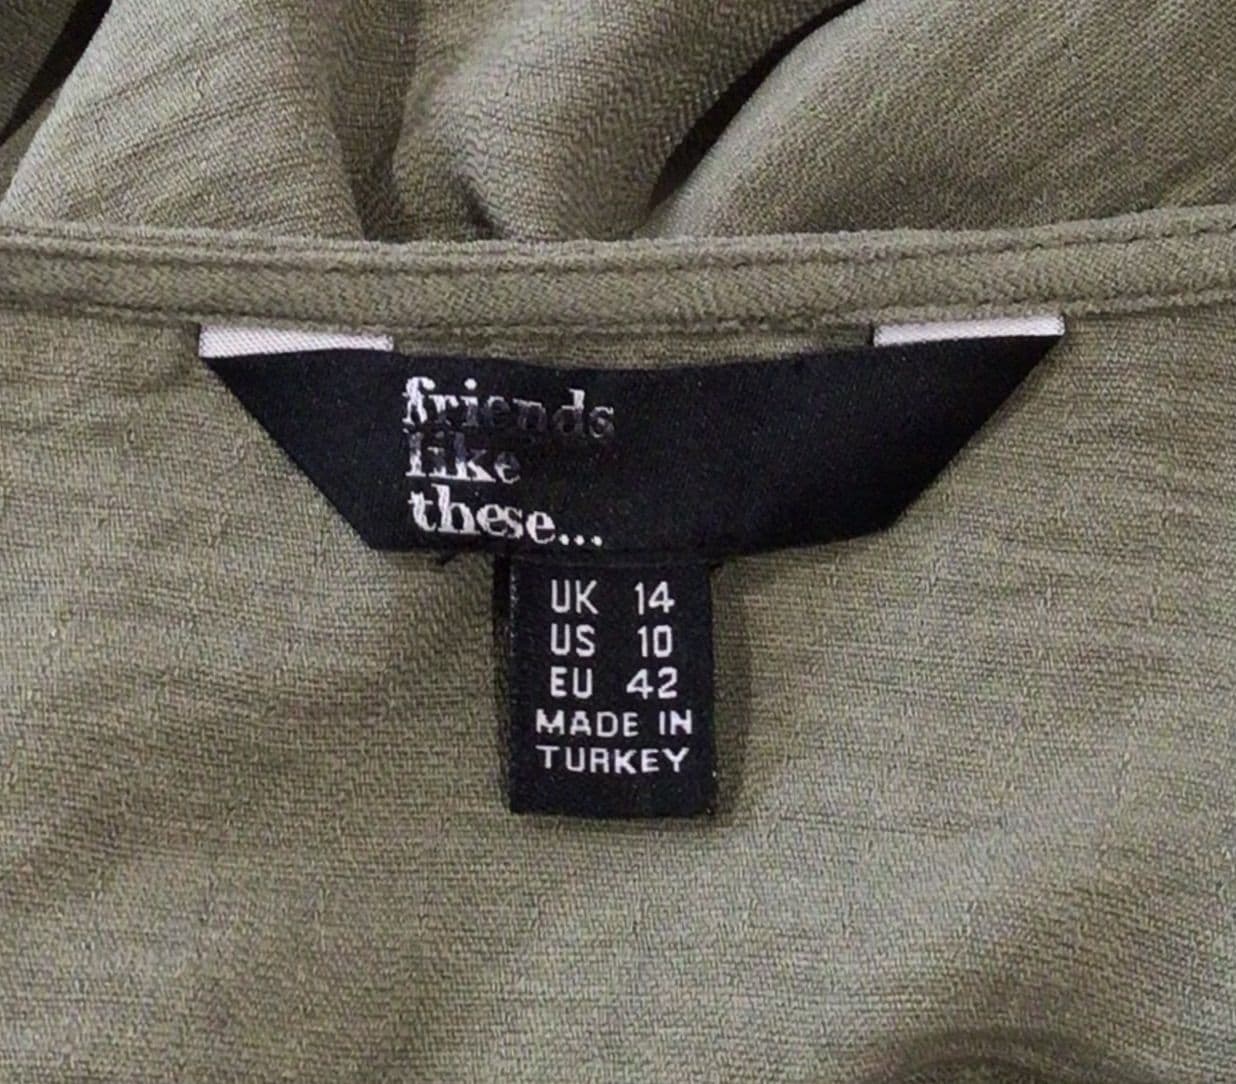 friends
like
these...
UK 14
US 10
EU 42
MADE IN
TURKEY